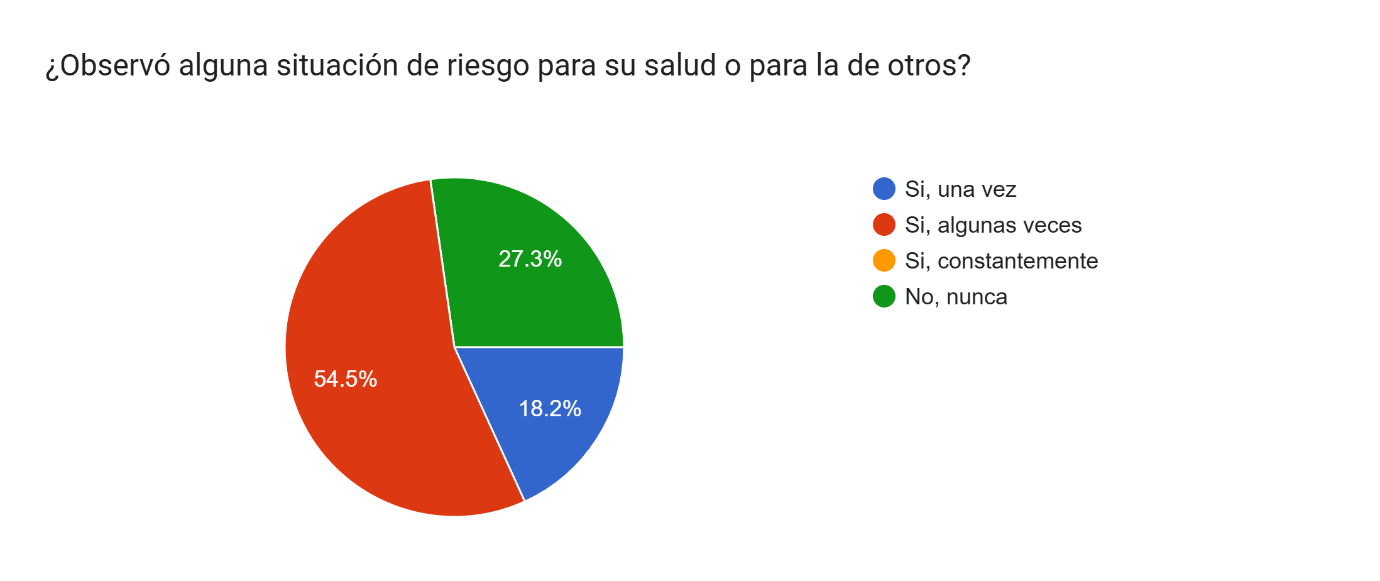 ¿Observó alguna situación de riesgo para su salud o para la de otros?
Si, una vez
Si, algunas veces
Si, constantemente
No, nunca
27.3%
54.5%
18.2%